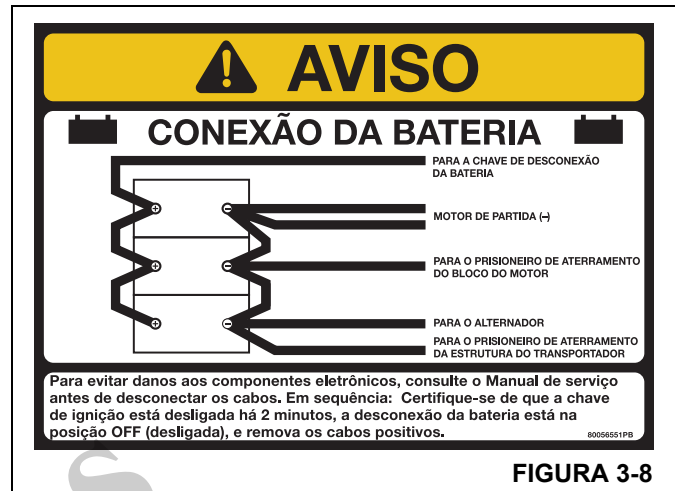 AVISO
CONEXÃO DA BATERIA
PARA A CHAVE DE DESCONEXÃO
DA BATERIA
MOTOR DE PARTIDA (–)
PARA O PRISIONEIRO DE ATERRAMENTO
DO BLOCO DO MOTOR
PARA O ALTERNADOR
PARA O PRISIONEIRO DE ATERRAMENTO
DA ESTRUTURA DO TRANSPORTADOR
Para evitar danos aos componentes eletrônicos, consulte o Manual de serviço
antes de desconectar os cabos. Em sequência: Certifique-se de que a chave
de ignição está desligada há 2 minutos, a desconexão da bateria está na
posição OFF (desligada), e remova os cabos positivos.
80056551PB
FIGURA 3-8